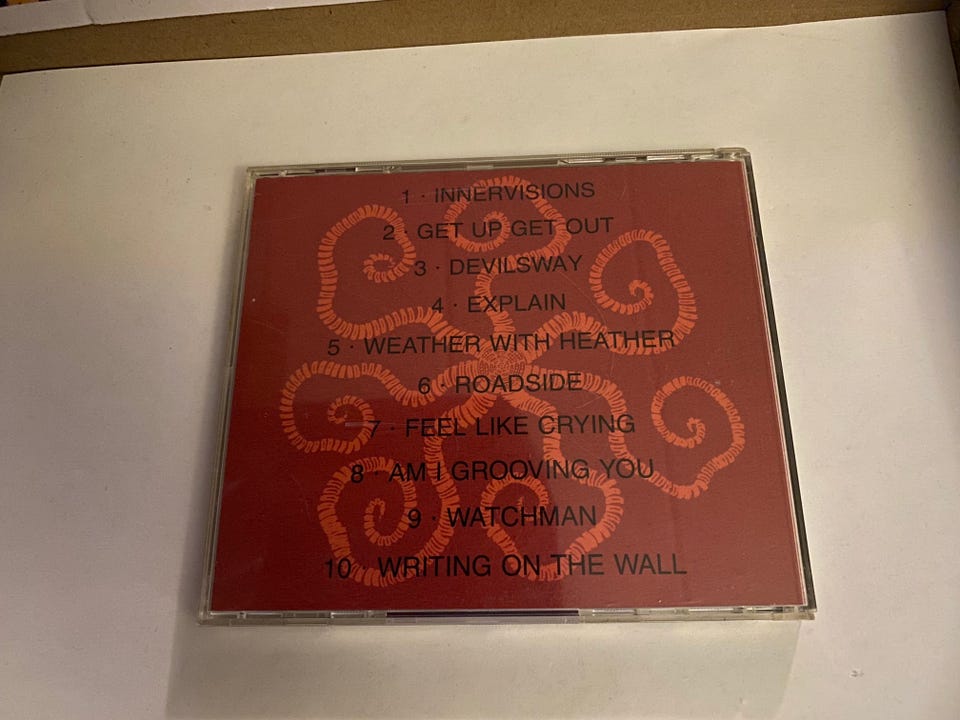 1 · INNERVISIONS
2 · GET UP GET OUT
3 · DEVILSWAY
4 · EXPLAIN
5 · WEATHER WITH HEATHER
6 · ROADSIDE
7 · FEEL LIKE CRYING
8 · AM I GROOVING YOU
9 · WATCHMAN
10 · WRITING ON THE WALL